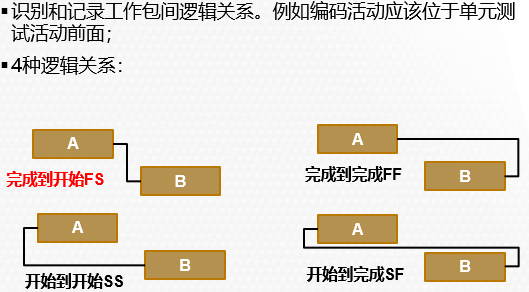 ▪识别和记录工作包间逻辑关系。例如编码活动应该位于单元测
试活动前面；
▪4种逻辑关系：
A
B
完成到开始FS
A
B
完成到完成FF
A
B
开始到开始SS
A
B
开始到完成SF